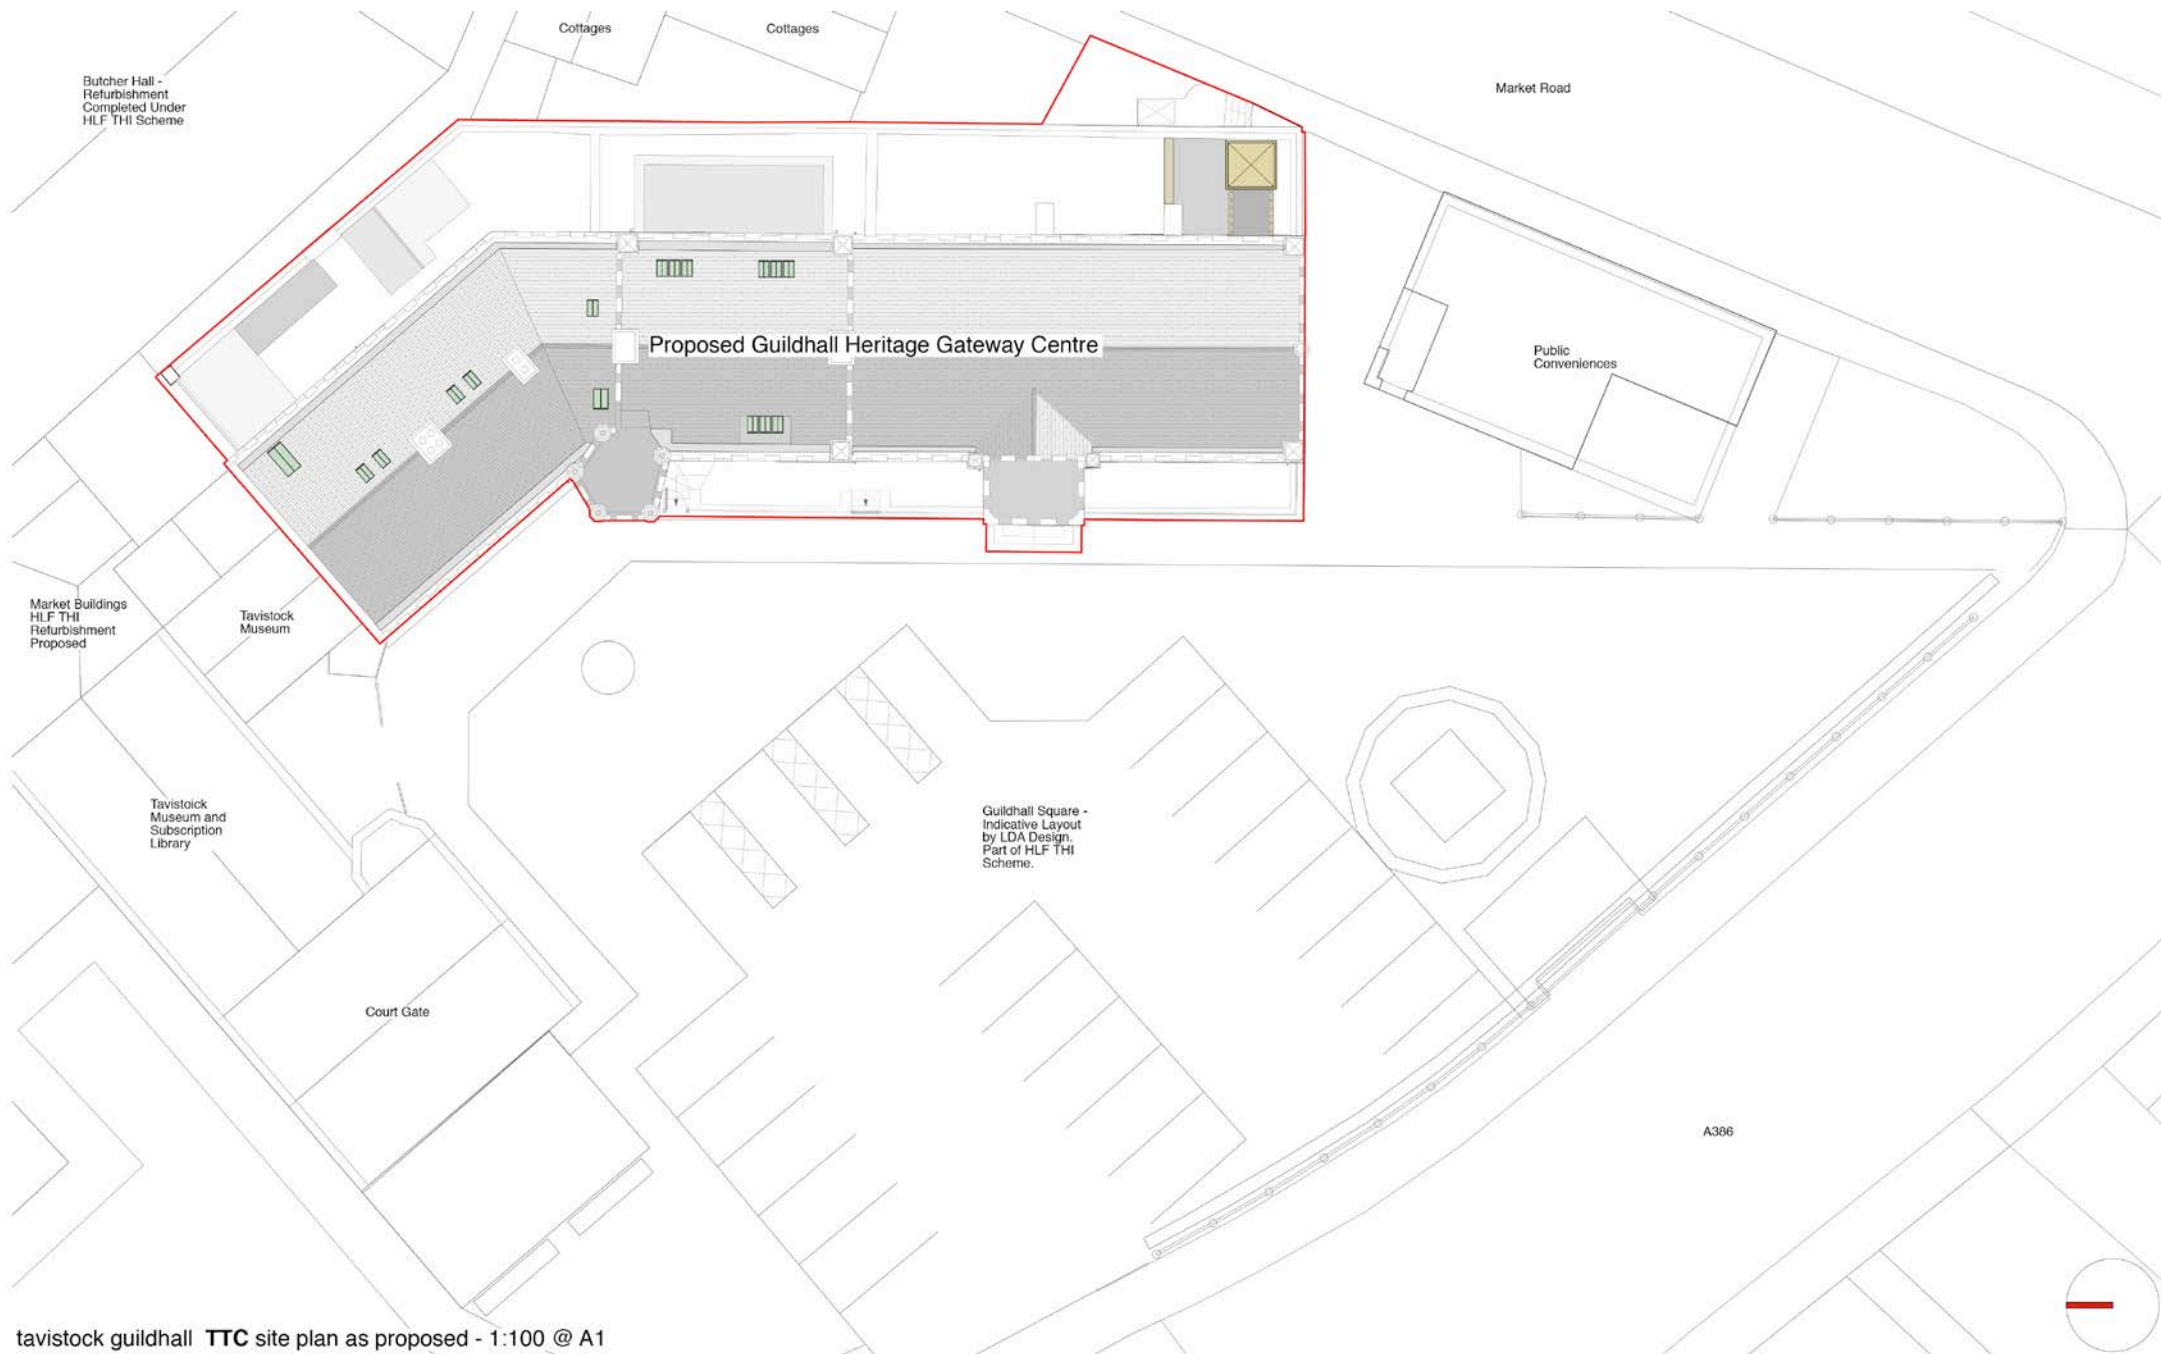 Cottages
Cottages
Butcher Hall -
Refurbishment
Completed Under
HLF THI Scheme
Market Road
Proposed Guildhall Heritage Gateway Centre
Public
Conveniences
Market Buildings
HLF THI
Refurbishment
Proposed
Tavistock
Museum
Tavistoick
Museum and
Subscription
Library
Guildhall Square -
Indicative Layout
by LDA Design.
Part of HLF THI
Scheme.
Court Gate
A386
tavistock guildhall TTC site plan as proposed - 1:100 @ A1